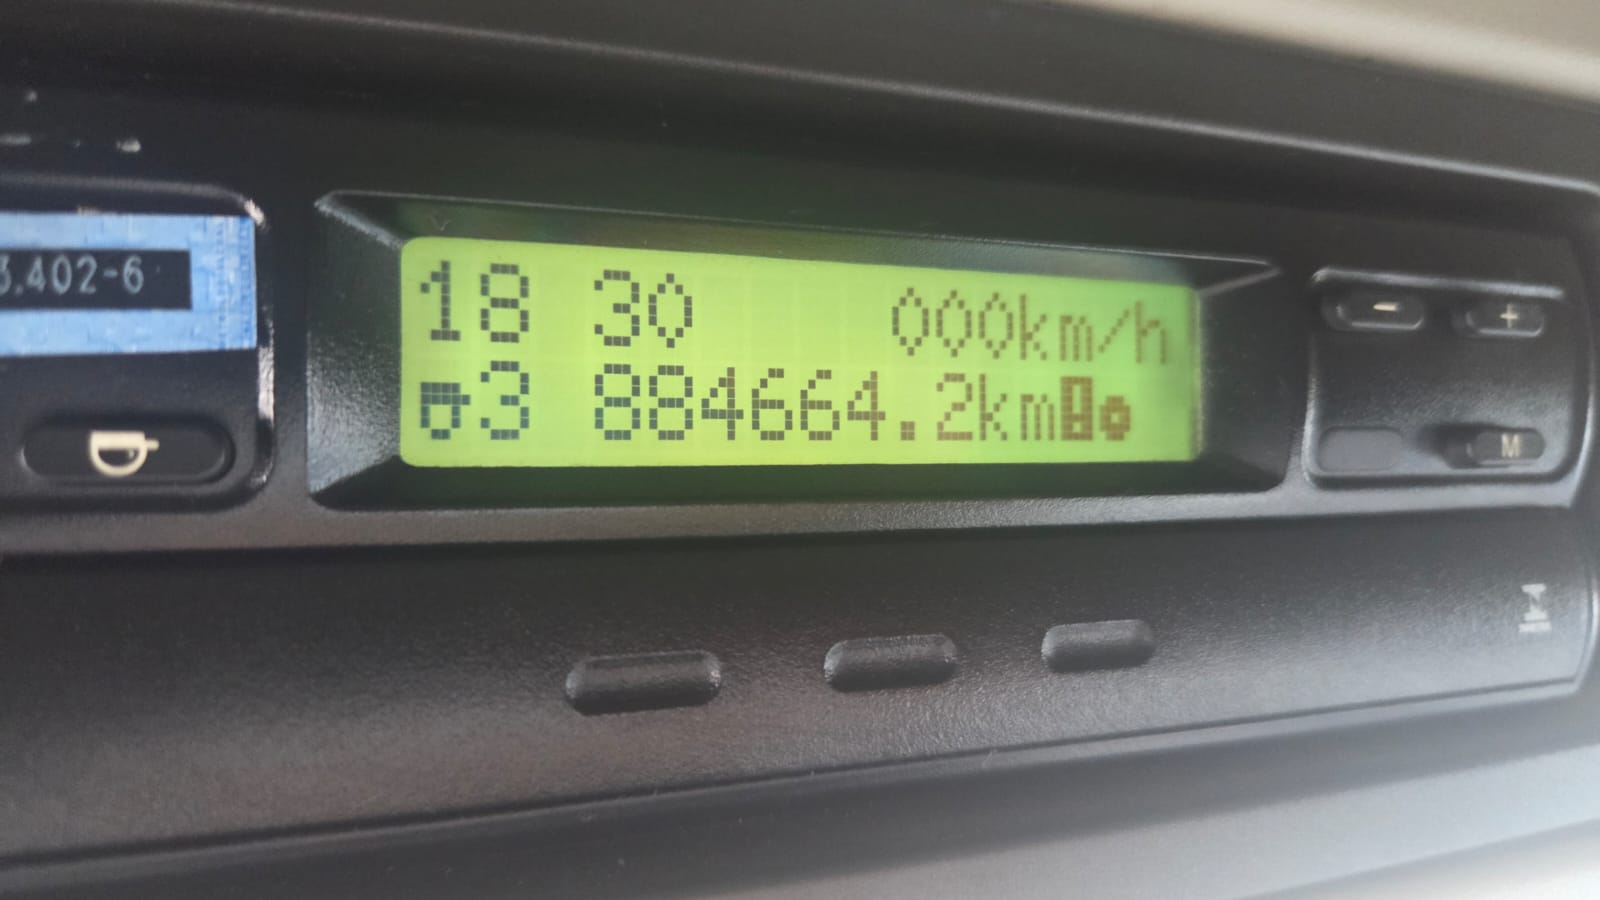 3.402-6
18 30 000km/h
3 884664.2km
- +
M